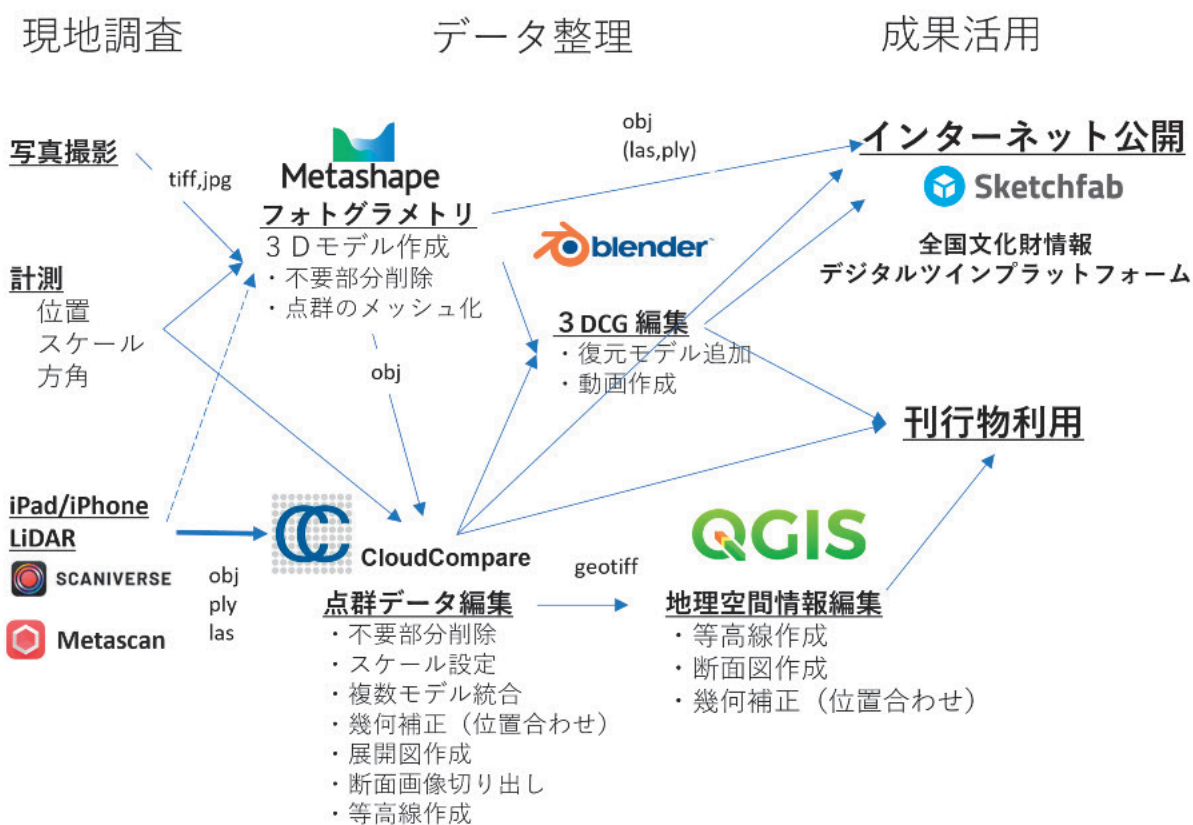 現地調査
データ整理
成果活用
写真撮影
tiff,jpg
計測
位置
スケール
方角
iPad/iPhone
LiDAR
SCANIVERSE
Metascan
obj
ply
las
Metashape
フォトグラメトリ
３Ｄモデル作成
・不要部分削除
・点群のメッシュ化
obj
obj
(las,ply)
blender
３DCG 編集
・復元モデル追加
・動画作成
CC
CloudCompare
点群データ編集
・不要部分削除
・スケール設定
・複数モデル統合
・幾何補正（位置合わせ）
・展開図作成
・断面画像切り出し
・等高線作成
geotiff
QGIS
地理空間情報編集
・等高線作成
・断面図作成
・幾何補正（位置合わせ）
インターネット公開
Sketchfab
全国文化財情報
デジタルツインプラットフォーム
刊行物利用